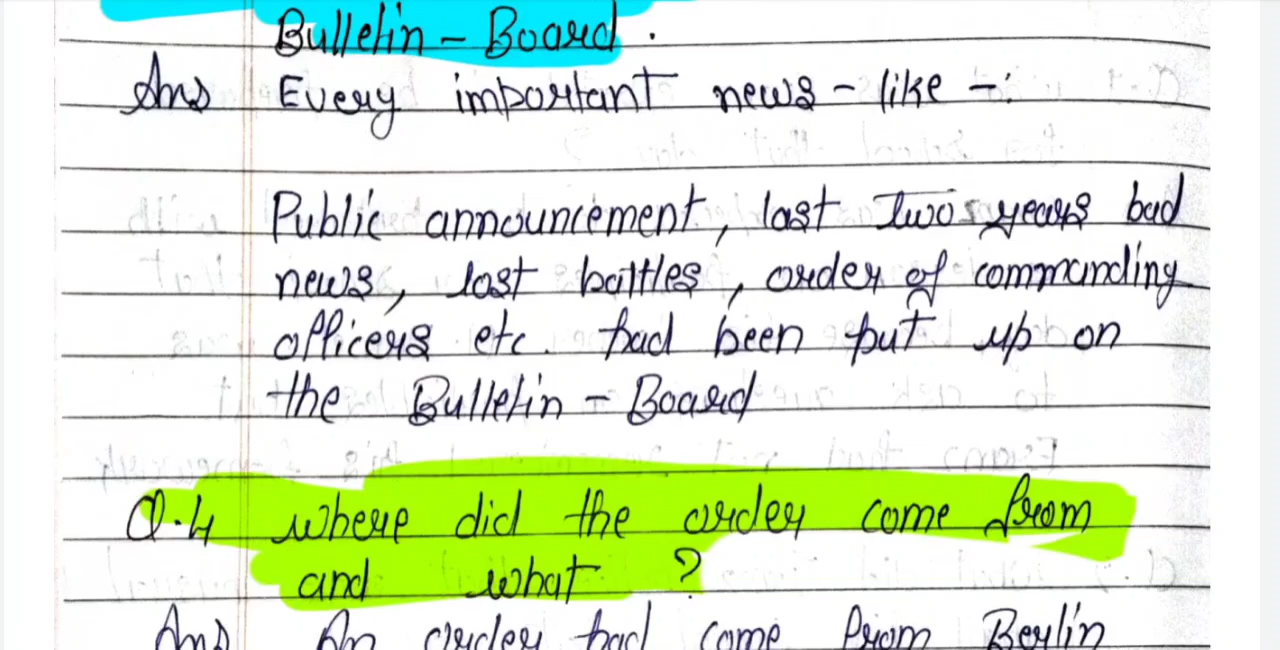 Bulletin - Board.
Ans Every important news - like -:
Public announcement, last two years bad
news, lost battles, order of commanding
officers etc. had been put up on
the Bulletin - Board
Q.4 where did the order come from
and what ?
Ans An order had come from Berlin